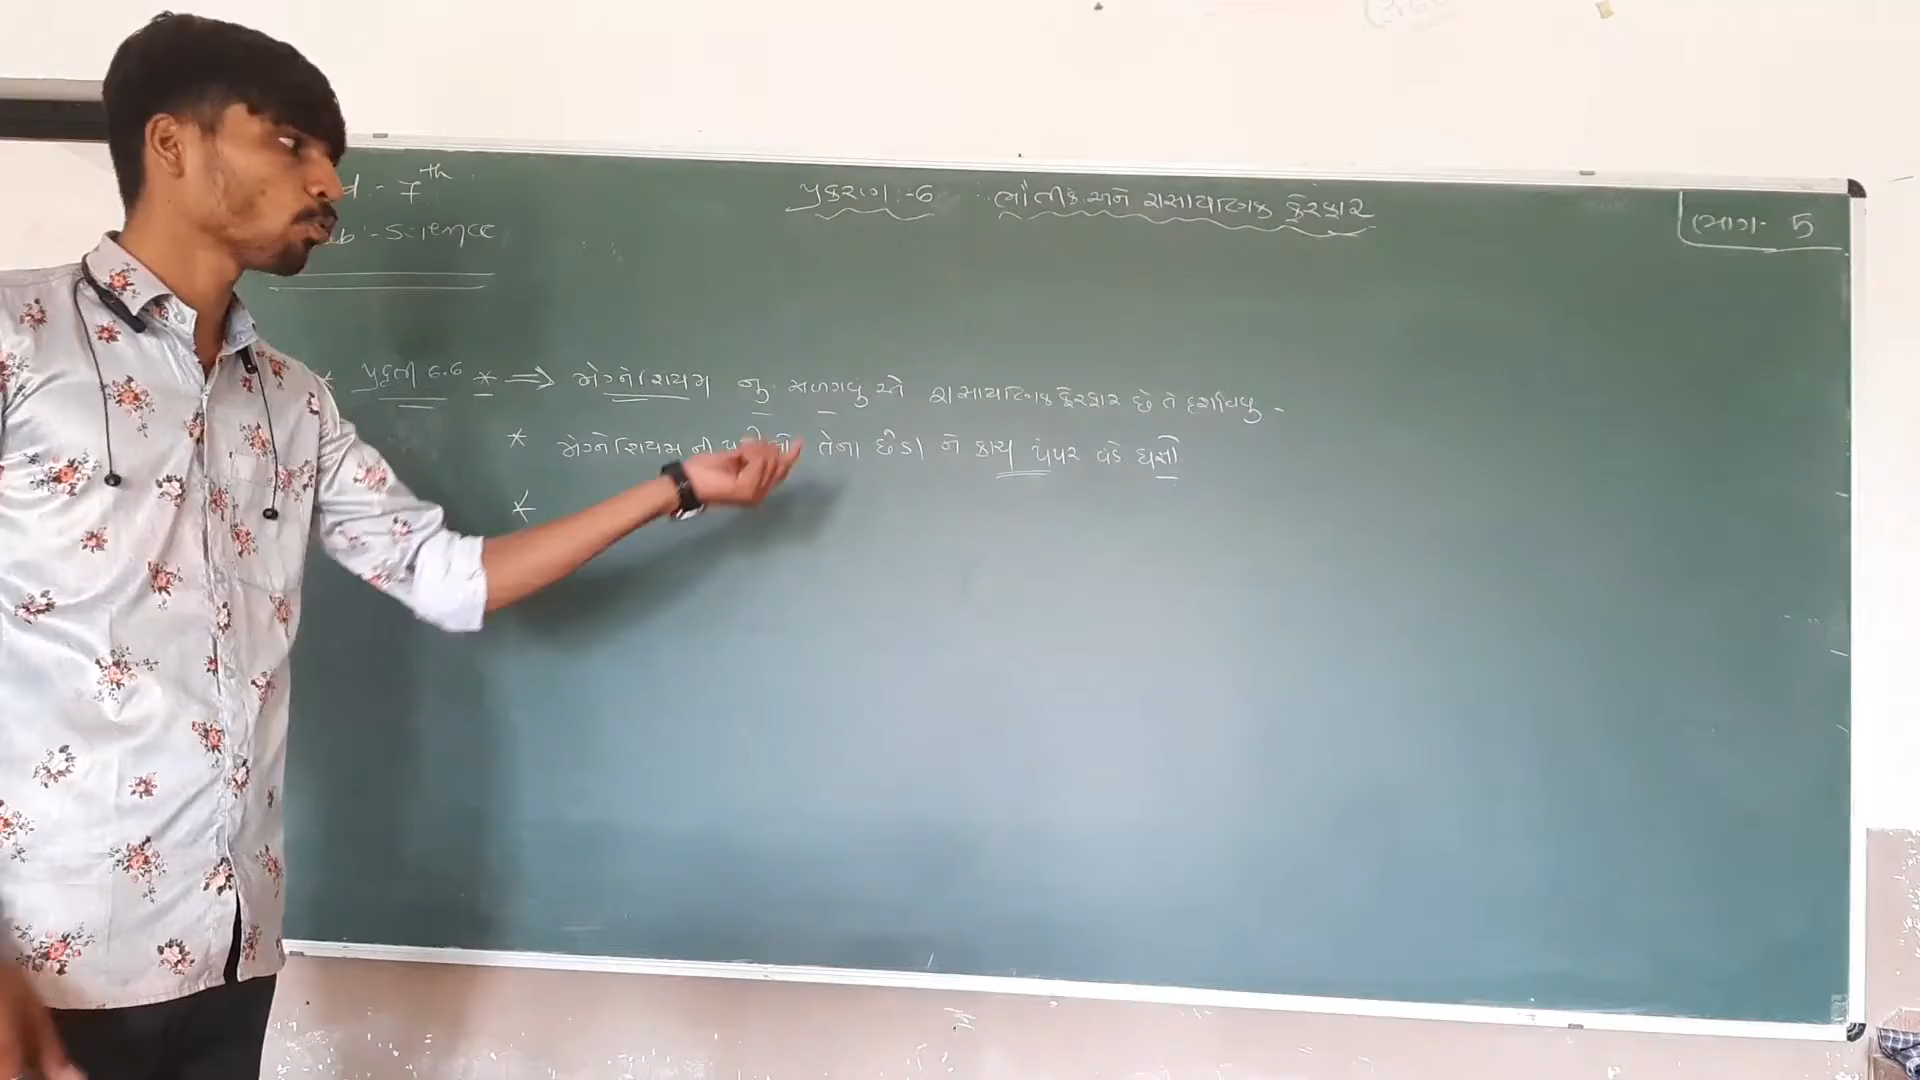 d - 7th
પ્રકરણ :- 6 ભૌતીક અને રાસાયણિક ફેરફાર
ભાગ - 5
b - Science
* પ્રવૃતી 6.6 * ⇒ મેગ્નેશિયમ નુ સળગવુ એ રાસાયણિક ફેરફાર છે તે દર્શાવવુ -
* મેગ્નેશિયમ ની તેના છેડા ને કાચ પેપર વડે ઘસો
*